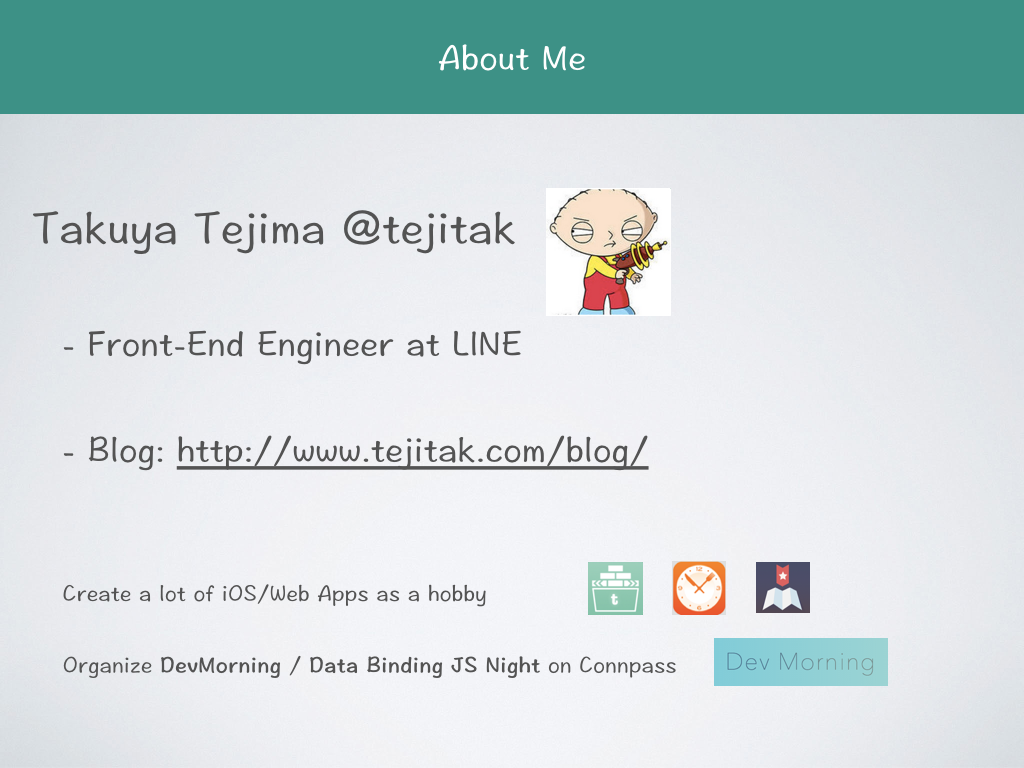 About Me
Takuya Tejima @tejitak
- Front-End Engineer at LINE
- Blog: http://www.tejitak.com/blog/
Create a lot of iOS/Web Apps as a hobby
t
Organize DevMorning / Data Binding JS Night on Connpass
Dev Morning